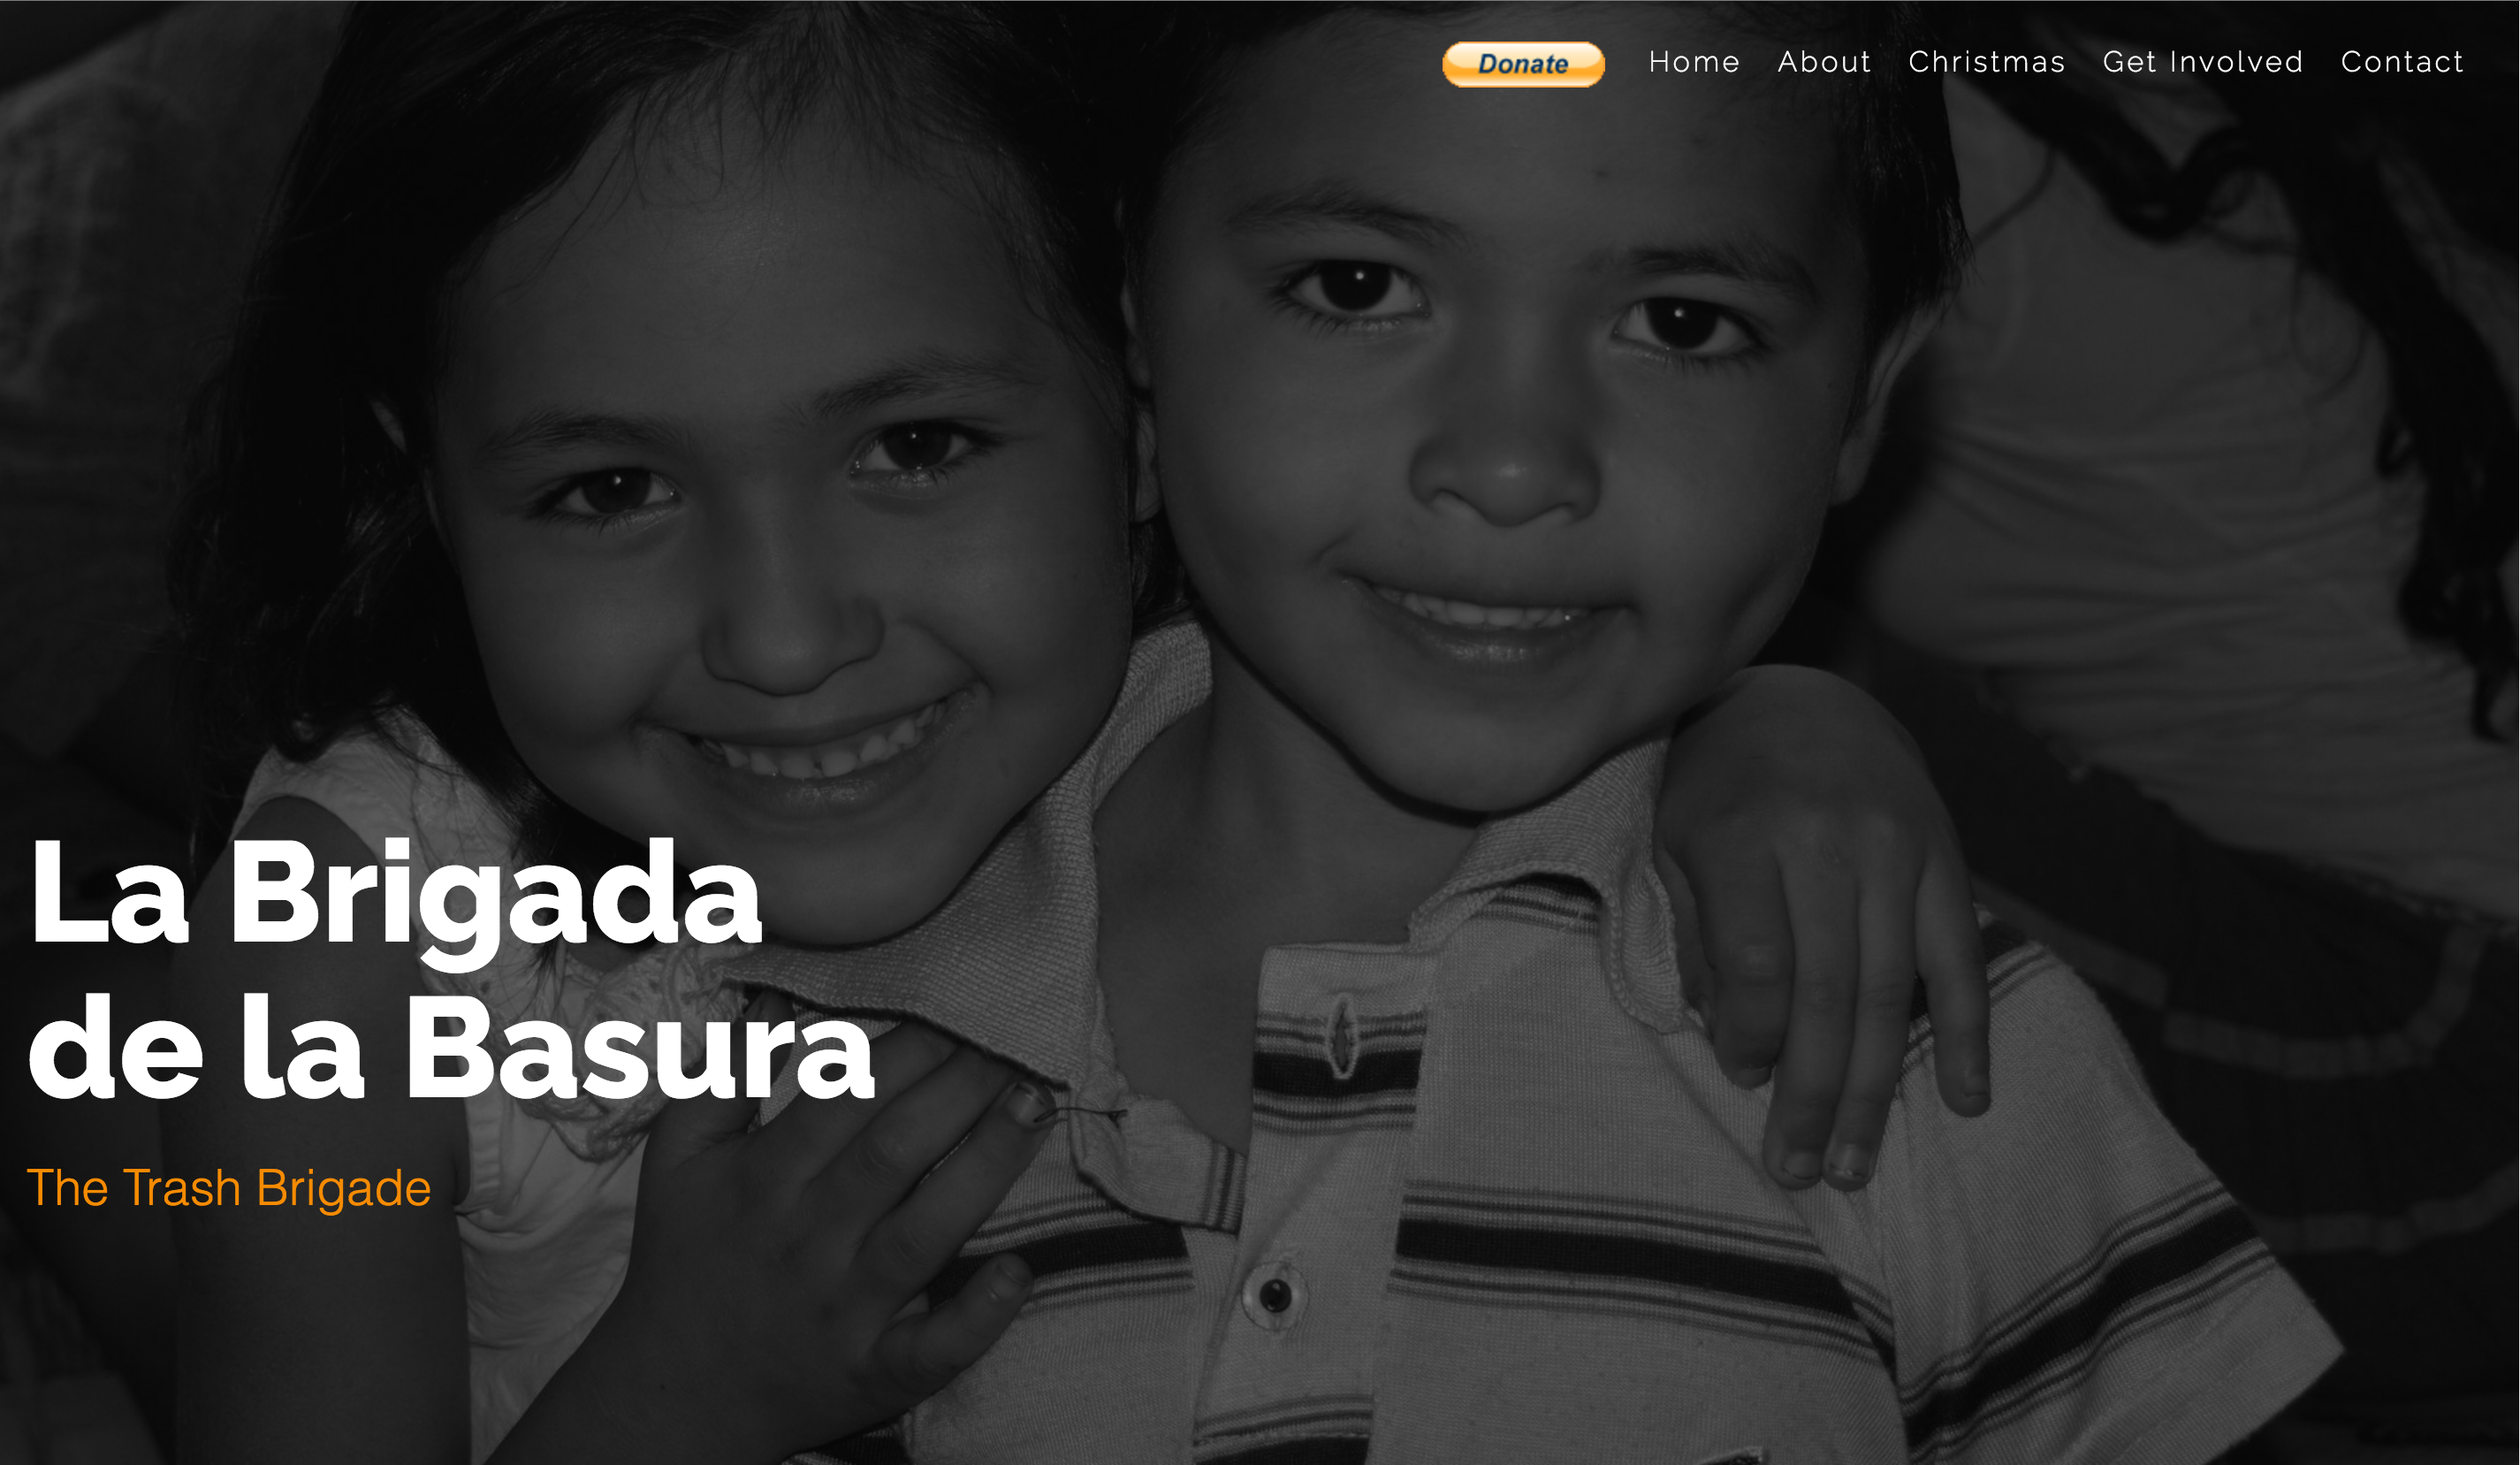 Donate Home About Christmas Get Involved Contact
La Brigada
de la Basura
The Trash Brigade